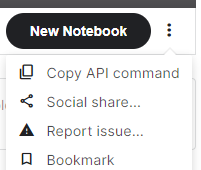 New Notebook
Copy API command
Social share...
Report issue...
Bookmark